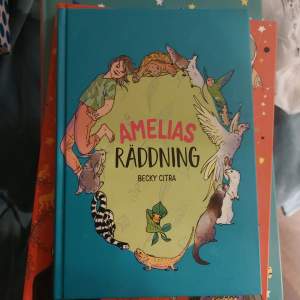 AMELIAS
RÄDDNING
BECKY CITRA